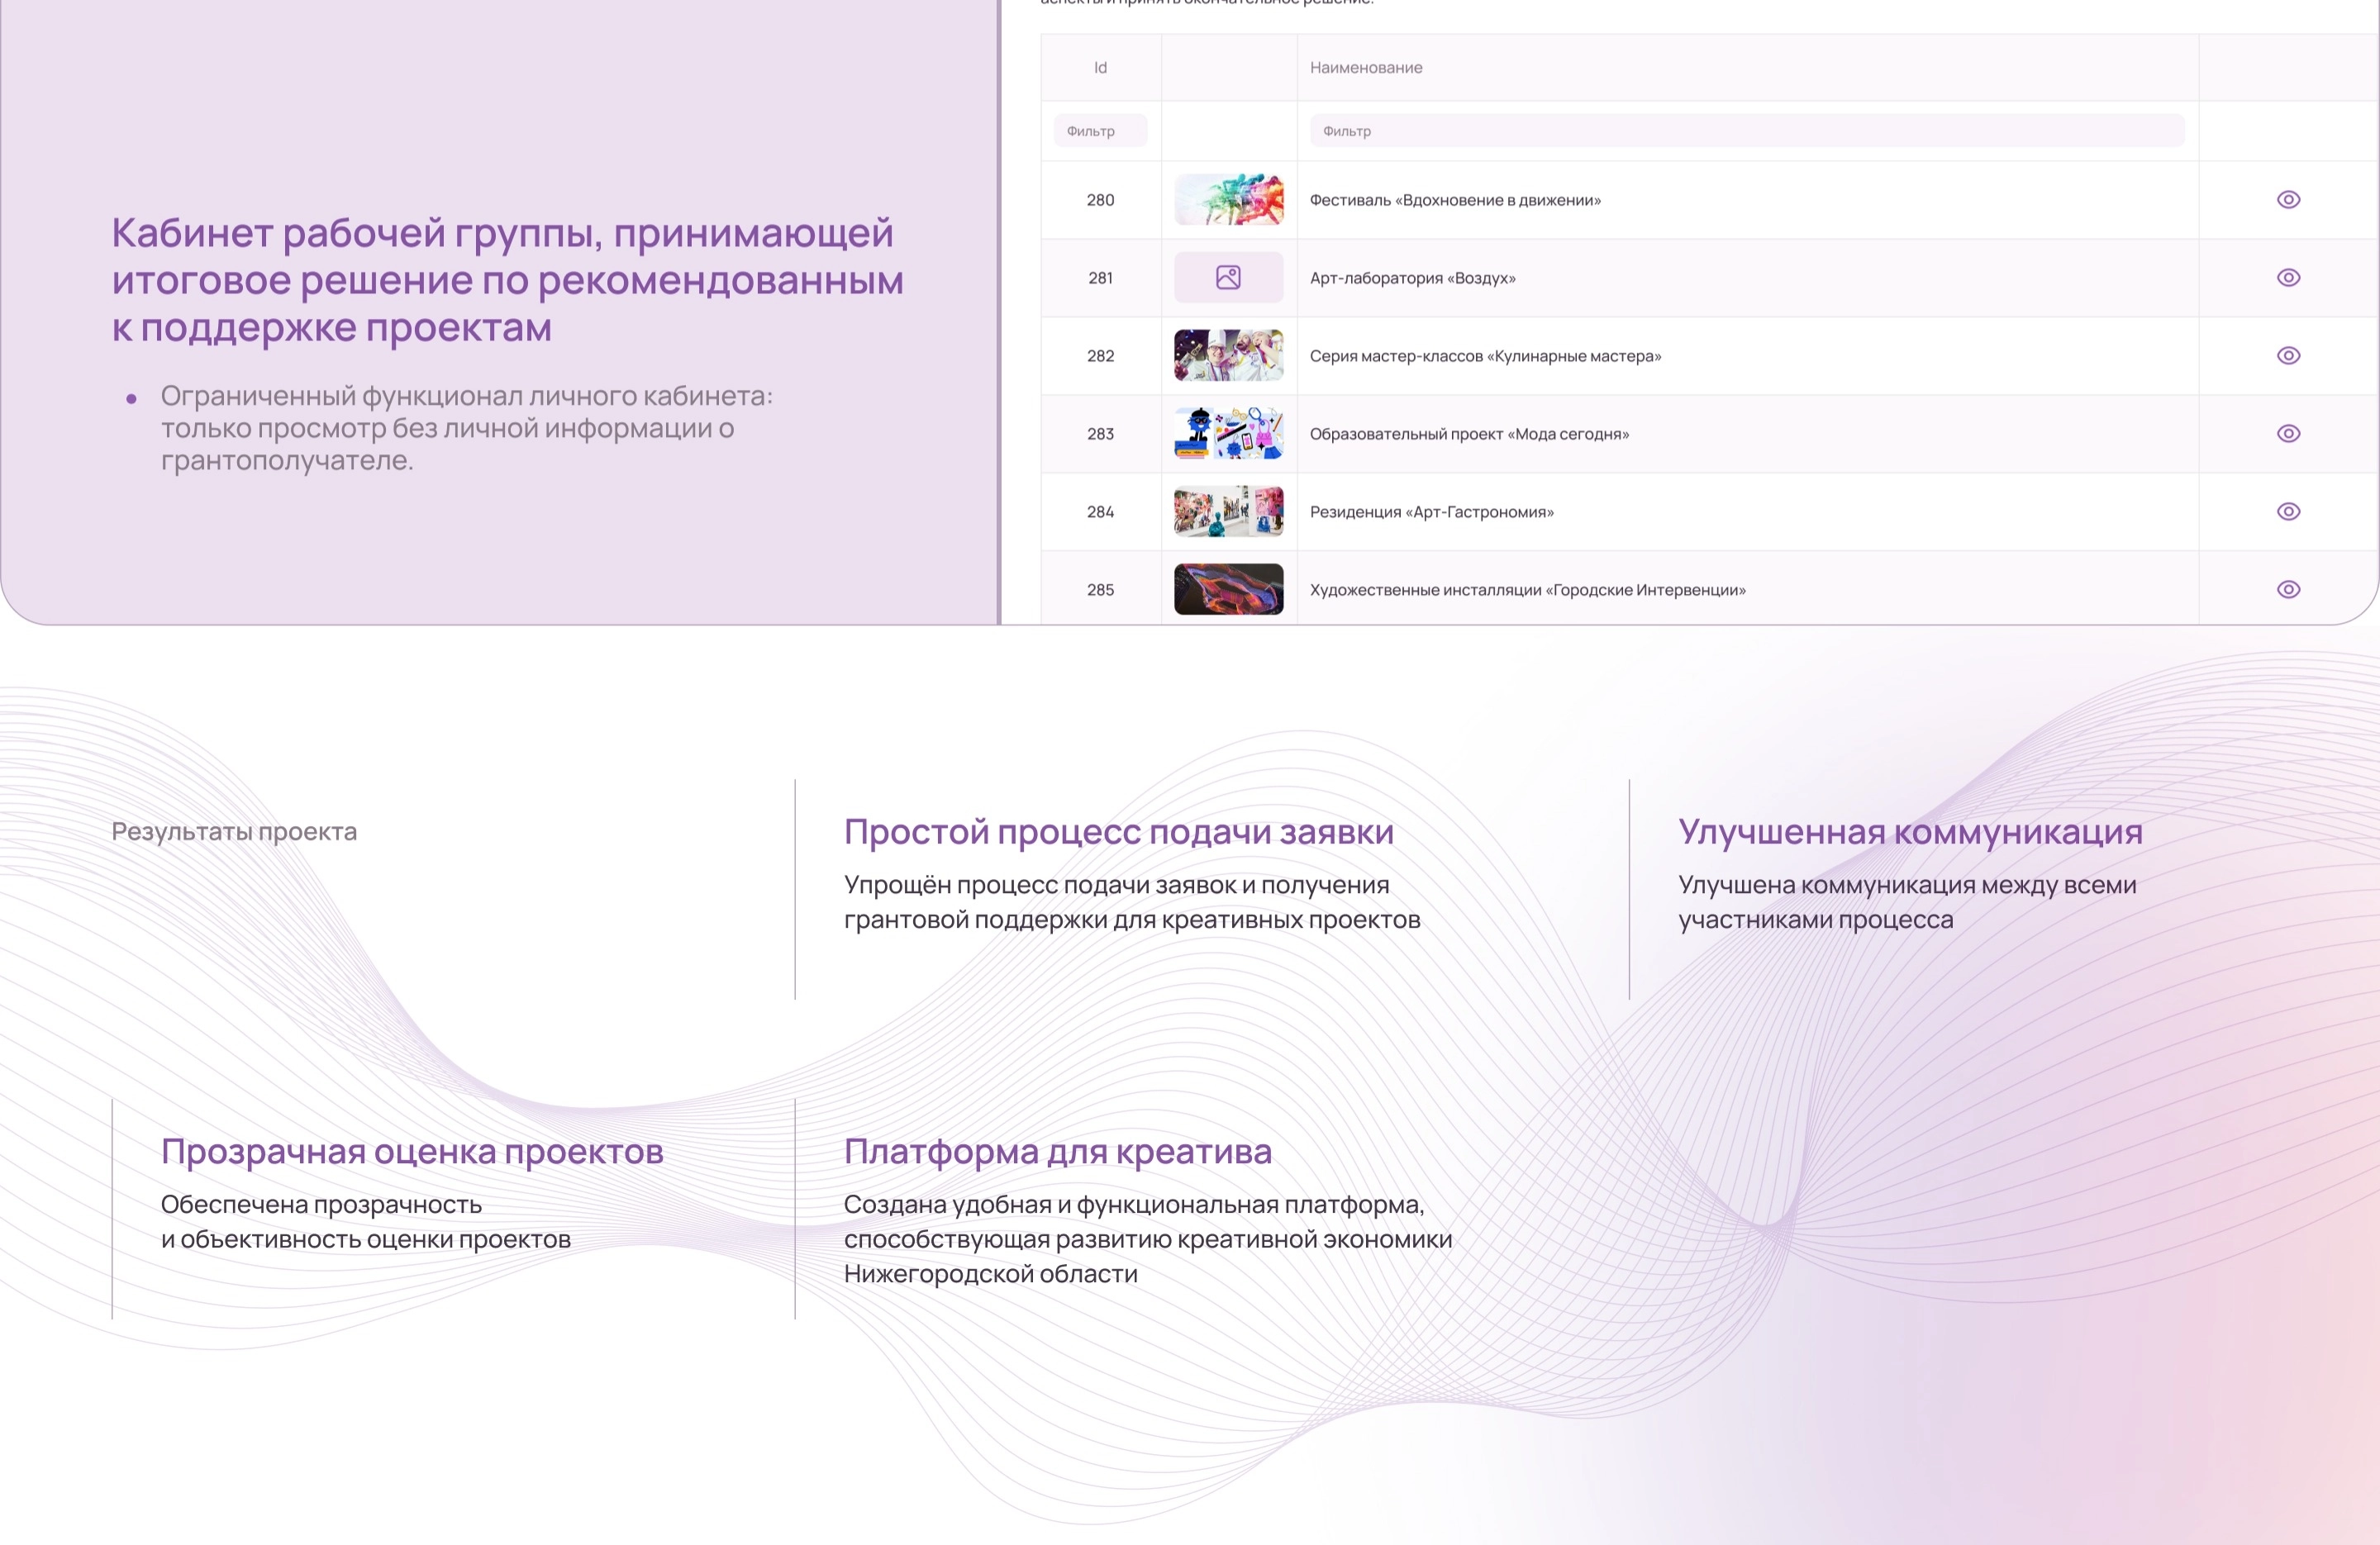 Кабинет рабочей группы, принимающей
итоговое решение по рекомендованным
к поддержке проектам
Ограниченный функционал личного кабинета:
только просмотр без личной информации о
грантополучателе.
аспекты и принять окончательное решение.
Id
Наименование
Фильтр
Фильтр
280
Фестиваль «Вдохновение в движении»
281
Арт-лаборатория «Воздух»
282
Серия мастер-классов «Кулинарные мастера»
283
Образовательный проект «Мода сегодня»
284
Резиденция «Арт-Гастрономия»
285
Художественные инсталляции «Городские Интервенции»
Результаты проекта
Простой процесс подачи заявки
Упрощён процесс подачи заявок и получения
грантовой поддержки для креативных проектов
Улучшенная коммуникация
Улучшена коммуникация между всеми
участниками процесса
Прозрачная оценка проектов
Обеспечена прозрачность
и объективность оценки проектов
Платформа для креатива
Создана удобная и функциональная платформа,
способствующая развитию креативной экономики
Нижегородской области